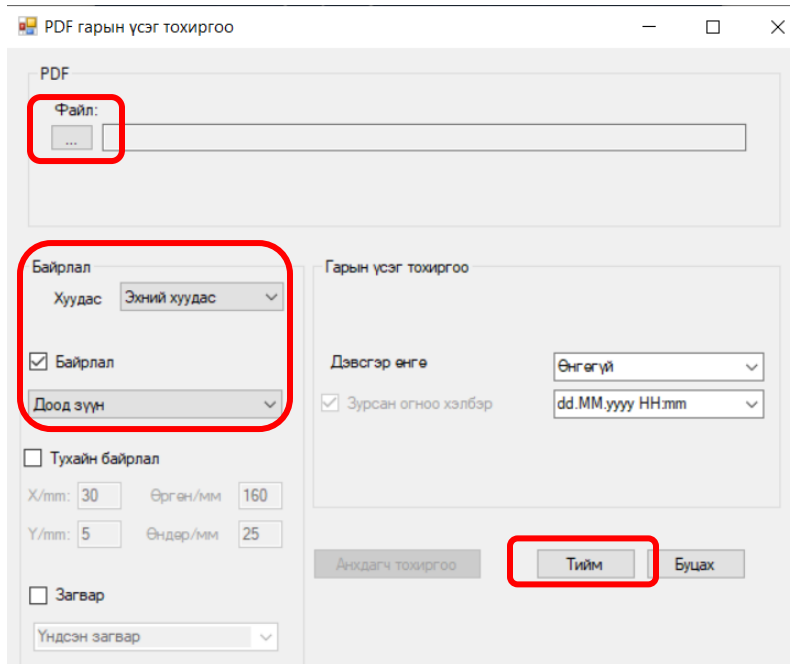 PDF гарын үсэг тохиргоо
PDF
Файл:
...
Байрлал
Хуудас Эхний хуудас
Байрлал
Доод зүүн
Тухайн байрлал
X/mm: 30 Өргөн/мм 160
Y/mm: 5 Өндөр/мм 25
Загвар
Үндсэн загвар
Гарын үсэг тохиргоо
Дэвсгэр өнгө Өнгөгүй
Зурсан огноо хэлбэр dd.MM.yyyy HH:mm
Анхдагч тохиргоо Тийм Буцах